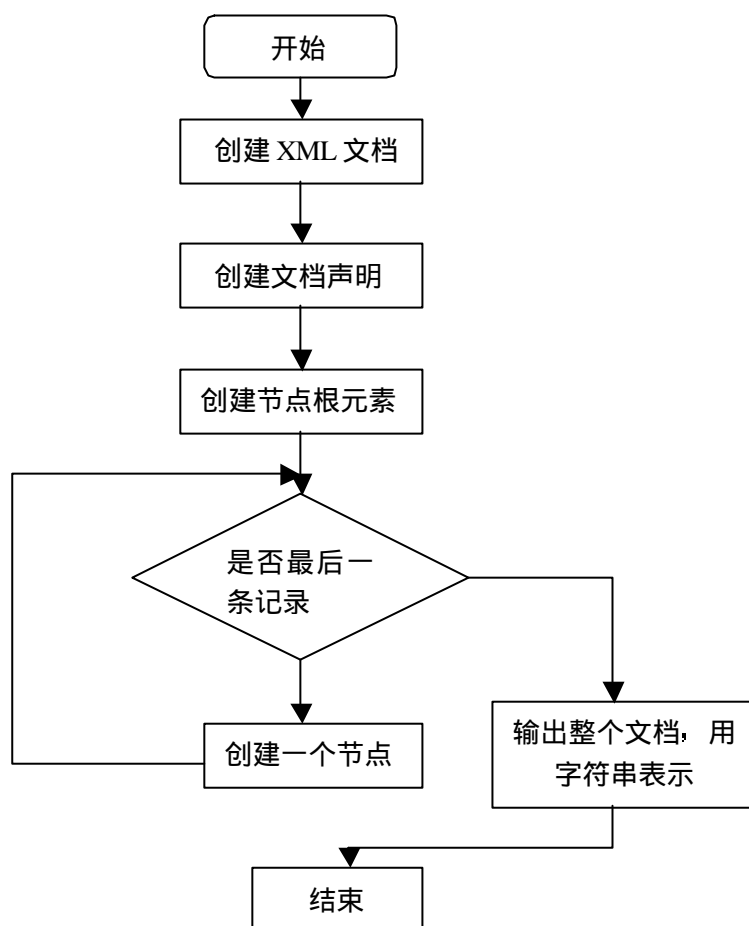 开始
创建 XML 文档
创建文档声明
创建节点根元素
是否最后一
条记录
创建一个节点
输出整个文档，用
字符串表示
结束